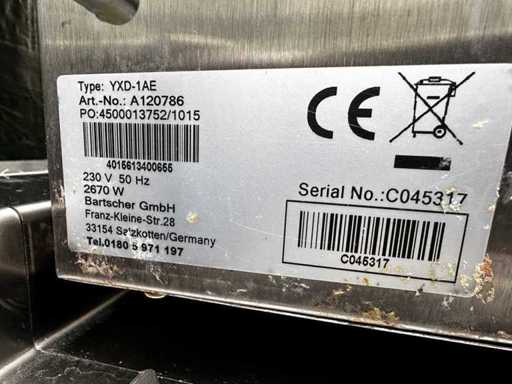 Type: YXD-1AE
Art.-No.: A120786
PO:4500013752/1015
4015613400655
230 V 50 Hz
2670 W
Bartscher GmbH
Franz-Kleine-Str.28
33154 Salzkotten/Germany
Tel.0180 5 971 197
CE
Serial No.:C045317
C045317